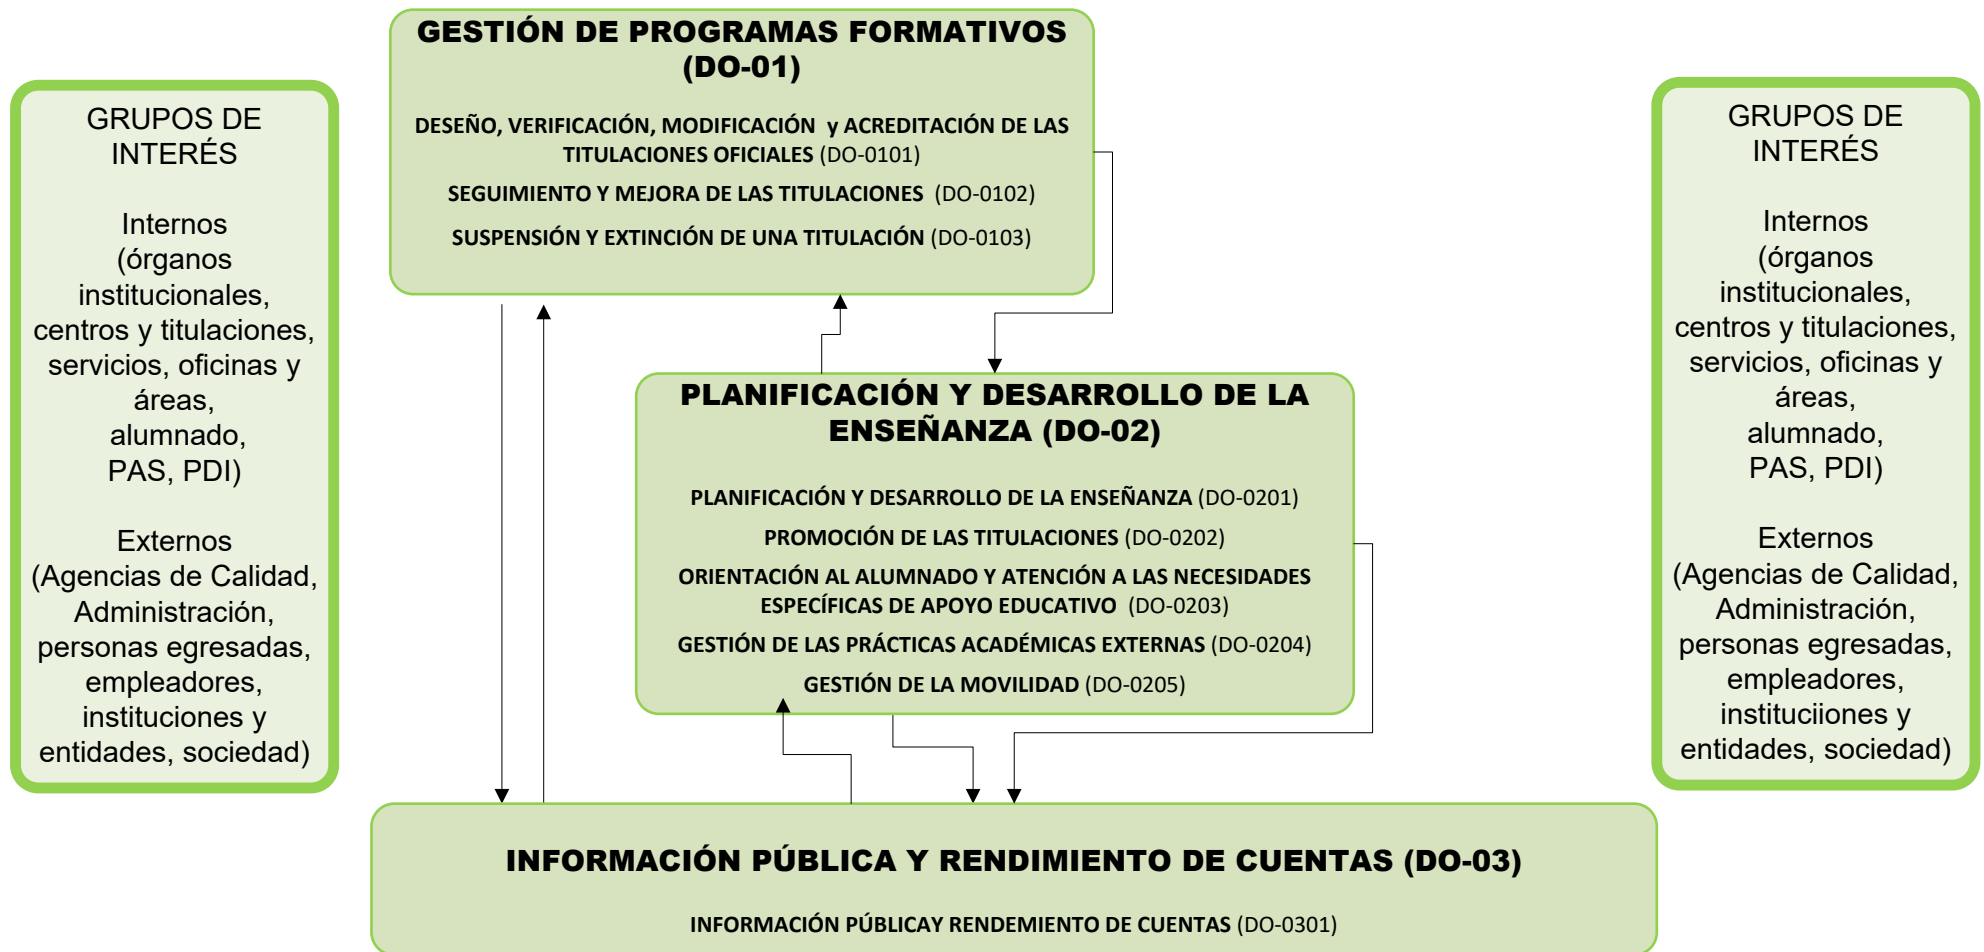 GESTIÓN DE PROGRAMAS FORMATIVOS
(DO-01)
DESEÑO, VERIFICACIÓN, MODIFICACIÓN y ACREDITACIÓN DE LAS
TITULACIONES OFICIALES (DO-0101)
SEGUIMIENTO Y MEJORA DE LAS TITULACIONES (DO-0102)
SUSPENSIÓN Y EXTINCIÓN DE UNA TITULACIÓN (DO-0103)
GRUPOS DE
INTERÉS
Internos
(órganos
institucionales,
centros y titulaciones,
servicios, oficinas y
áreas,
alumnado,
PAS, PDI)
Externos
(Agencias de Calidad,
Administración,
personas egresadas,
empleadores,
instituciones y
entidades, sociedad)
PLANIFICACIÓN Y DESARROLLO DE LA
ENSEÑANZA (DO-02)
PLANIFICACIÓN Y DESARROLLO DE LA ENSEÑANZA (DO-0201)
PROMOCIÓN DE LAS TITULACIONES (DO-0202)
ORIENTACIÓN AL ALUMNADO Y ATENCIÓN A LAS NECESIDADES
ESPECÍFICAS DE APOYO EDUCATIVO (DO-0203)
GESTIÓN DE LAS PRÁCTICAS ACADÉMICAS EXTERNAS (DO-0204)
GESTIÓN DE LA MOVILIDAD (DO-0205)
GRUPOS DE
INTERÉS
Internos
(órganos
institucionales,
centros y titulaciones,
servicios, oficinas y
áreas,
alumnado,
PAS, PDI)
Externos
(Agencias de Calidad,
Administración,
personas egresadas,
empleadores,
instituciiones y
entidades, sociedad)
INFORMACIÓN PÚBLICA Y RENDIMIENTO DE CUENTAS (DO-03)
INFORMACIÓN PÚBLICAY RENDEMIENTO DE CUENTAS (DO-0301)